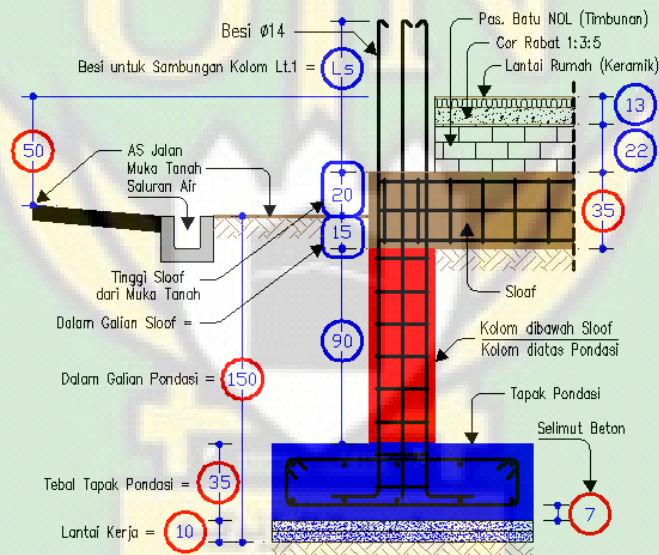 Besi Ø14
Pas. Batu NOL (Timbunan)
Cor Rabat 1:3:5
Lantai Rumah (Keramik)
Besi untuk Sambungan Kolom Lt.1 =
Ls
13
50
AS Jalan
Muka Tanah
Saluran Air
22
20
35
15
Tinggi Sloof
dari Muka Tanah
Sloof
Dalam Galian Sloof =
90
Kolom dibawah Sloof
Kolom diatas Pondasi
Dalam Galian Pondasi =
150
Tapak Pondasi
Selimut Beton
Tebal Tapak Pondasi =
35
7
Lantai Kerja =
10